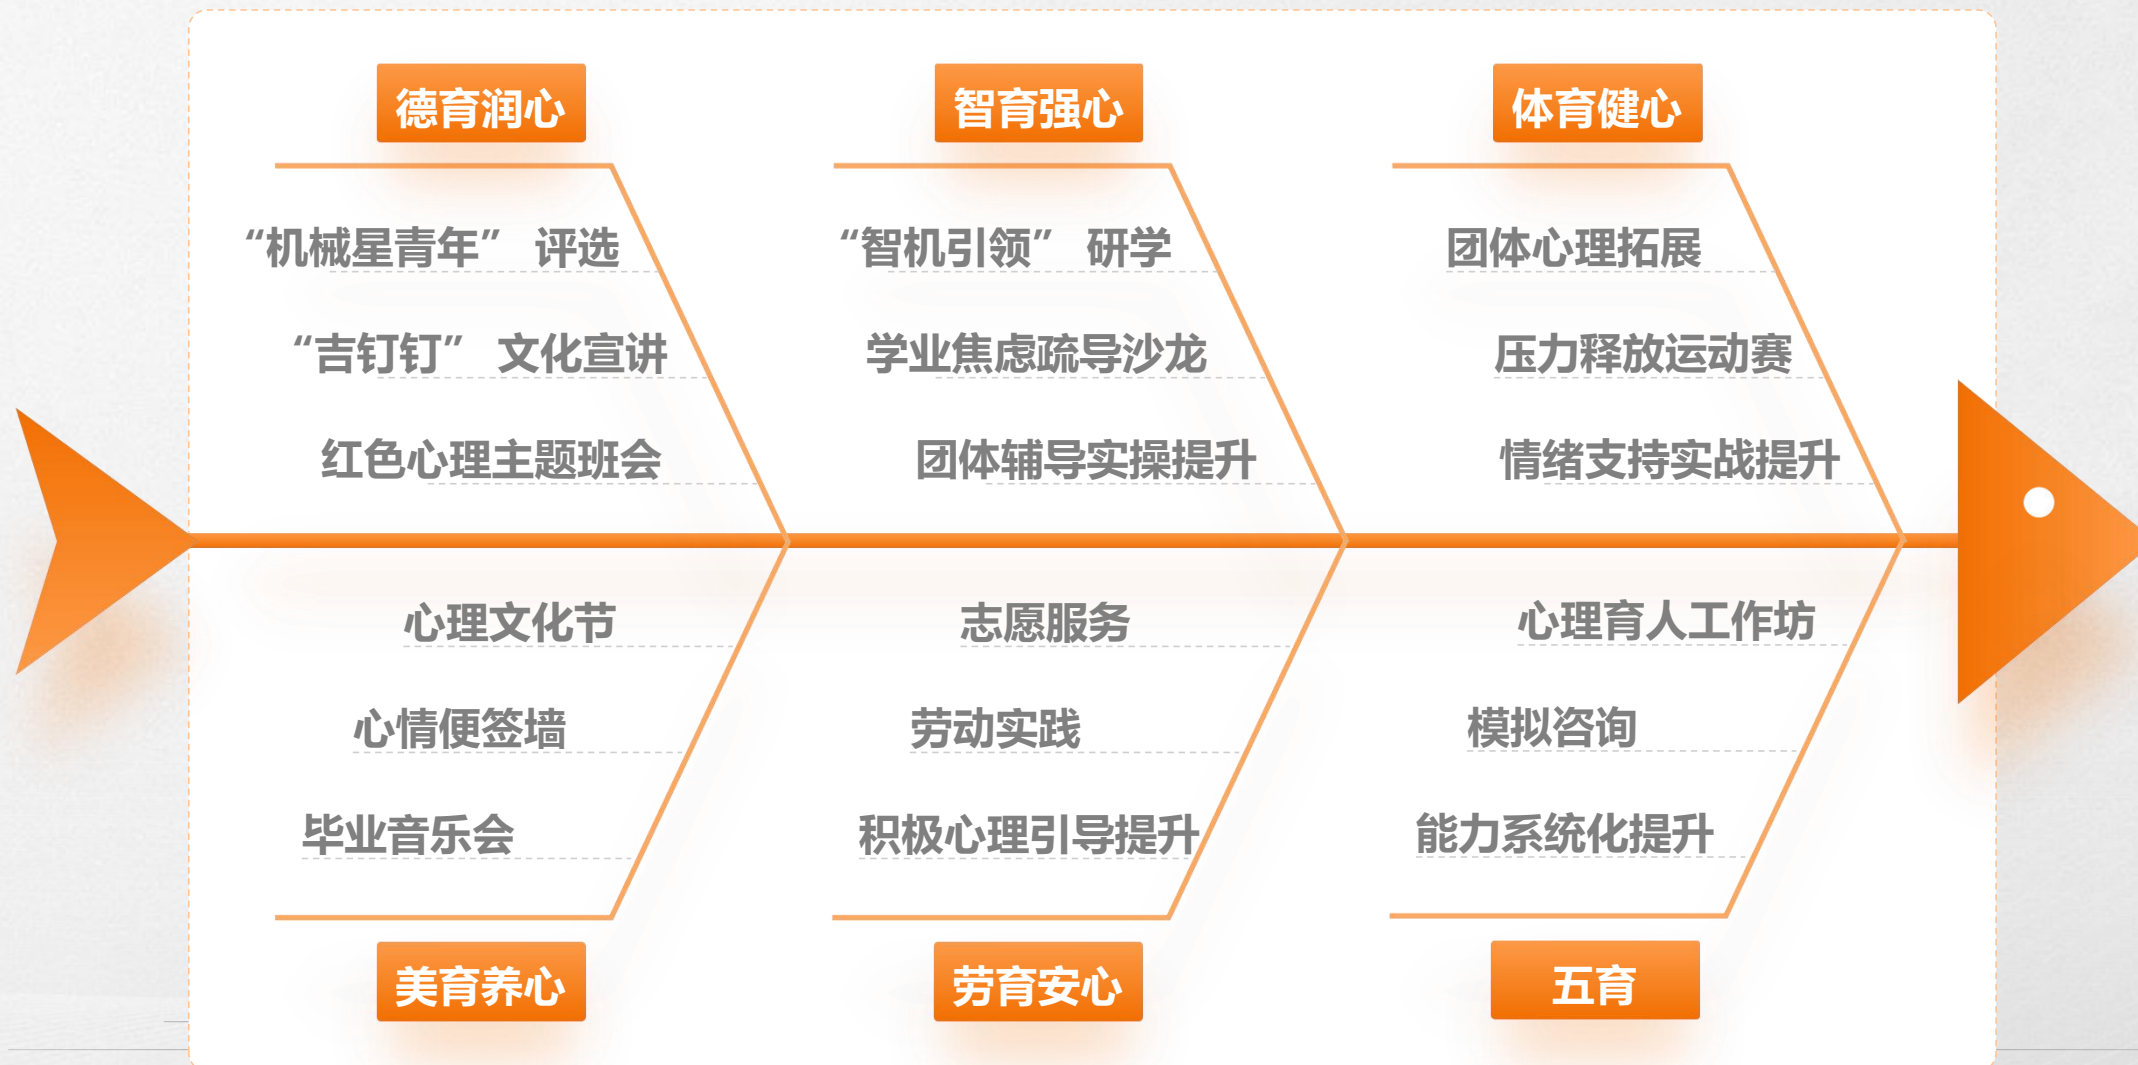 德育润心
“机械星青年” 评选
“吉钉钉” 文化宣讲
红色心理主题班会
智育强心
“智机引领” 研学
学业焦虑疏导沙龙
团体辅导实操提升
体育健心
团体心理拓展
压力释放运动赛
情绪支持实战提升
心理文化节
心情便签墙
毕业音乐会
美育养心
志愿服务
劳动实践
积极心理引导提升
劳育安心
心理育人工作坊
模拟咨询
能力系统化提升
五育